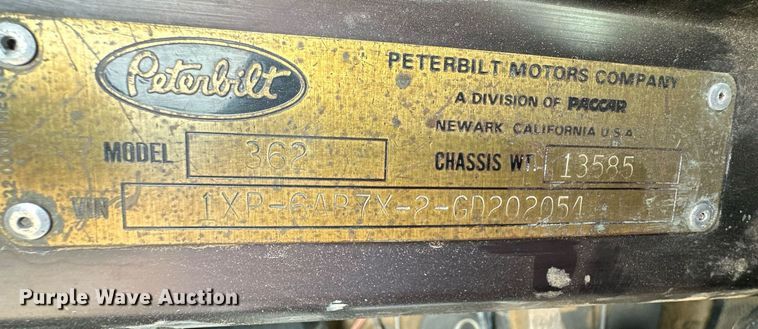 Peterbilt
PETERBILT MOTORS COMPANY
A DIVISION OF PACCAR
NEWARK CALIFORNIA U.S.A.
MODEL 362
CHASSIS WT. 13585
VIN 1XP-CAB7X-2-GD202054
Purple Wave Auction